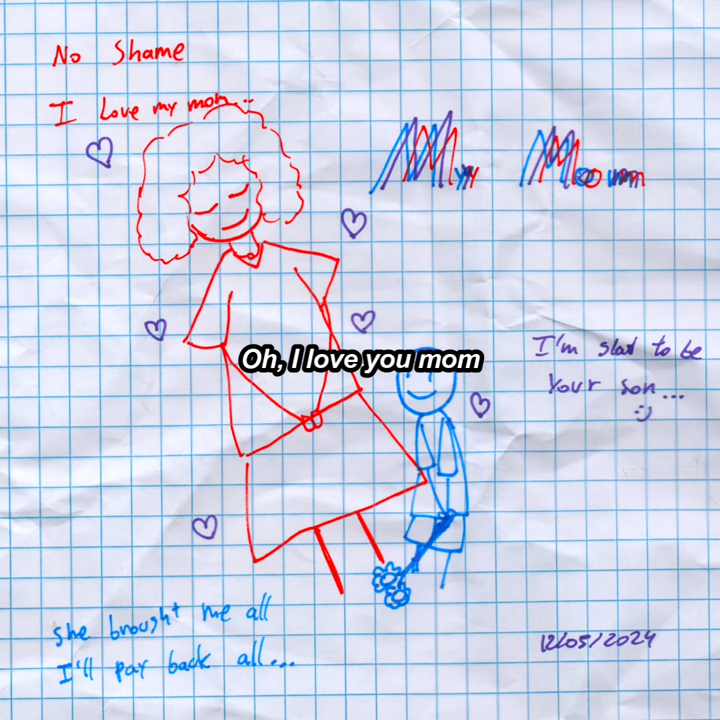 No Shame
I Love my mom...
My Mooumm
Oh, I love you mom
I'm glad to be
Your son...
:)
She brought me all
I'll pay back all...
12/05/2024